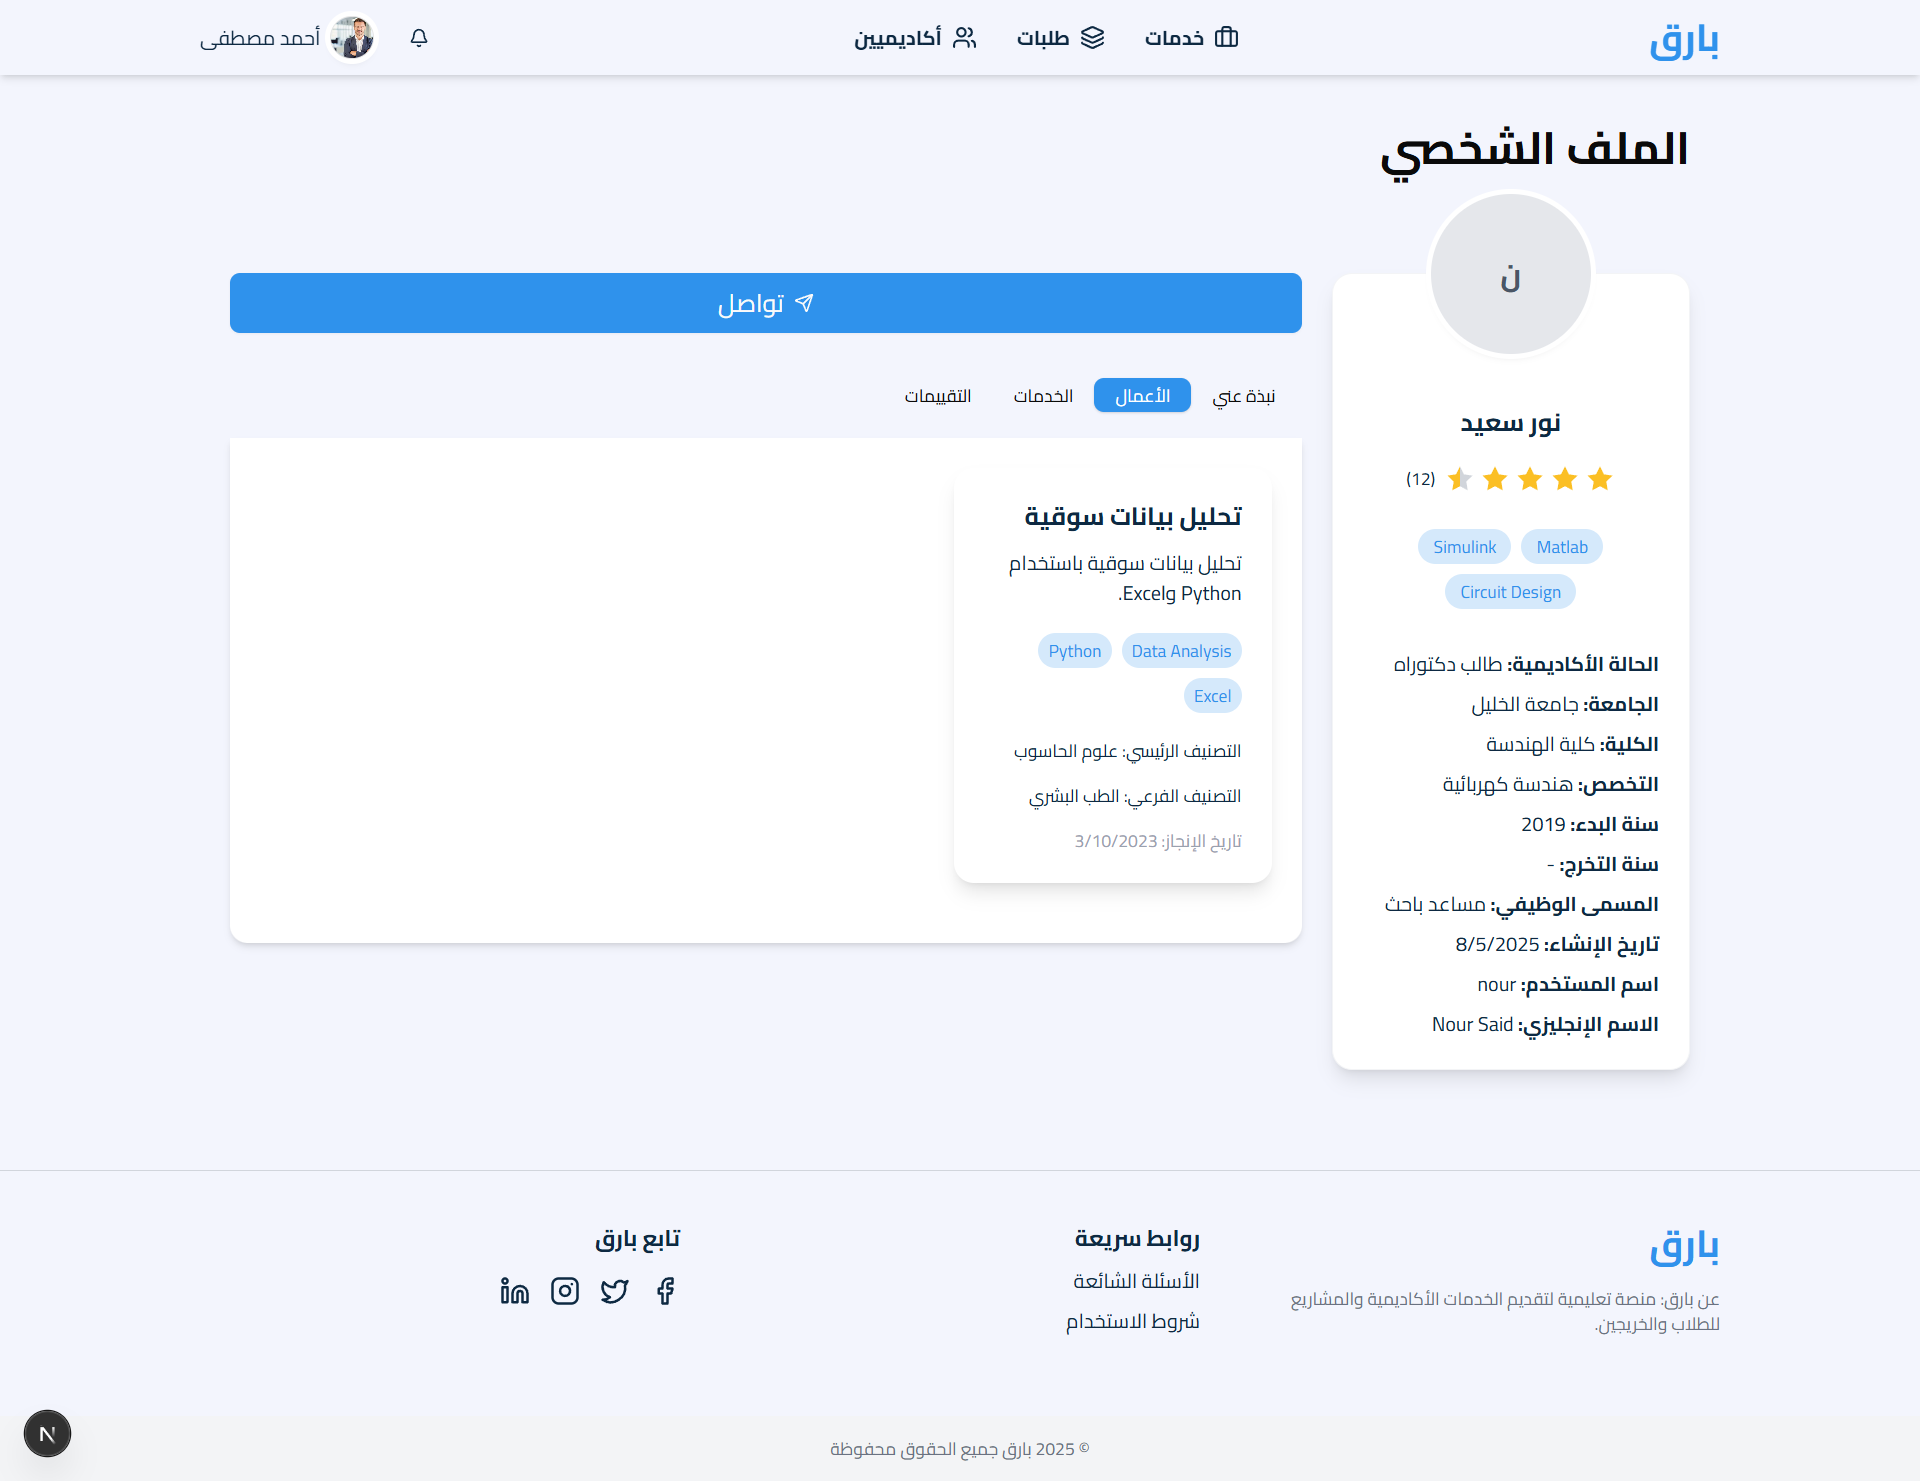 بارق
خدمات
طلبات
أكاديميين
أحمد مصطفى
الملف الشخصي
ن
نور سعيد
(12)
Matlab
Simulink
Circuit Design
الحالة الأكاديمية: طالب دكتوراه
الجامعة: جامعة الخليل
الكلية: كلية الهندسة
التخصص: هندسة كهربائية
سنة البدء: 2019
سنة التخرج: -
المسمى الوظيفي: مساعد باحث
تاريخ الإنشاء: 8/5/2025
اسم المستخدم: nour
الاسم الإنجليزي: Nour Said
تواصل
نبذة عني
الأعمال
الخدمات
التقييمات
تحليل بيانات سوقية
تحليل بيانات سوقية باستخدام
Python وExcel.
Data Analysis
Python
Excel
التصنيف الرئيسي: علوم الحاسوب
التصنيف الفرعي: الطب البشري
تاريخ الإنجاز: 3/10/2023
بارق
عن بارق: منصة تعليمية لتقديم الخدمات الأكاديمية والمشاريع
للطلاب والخريجين.
روابط سريعة
الأسئلة الشائعة
شروط الاستخدام
تابع بارق
© 2025 بارق جميع الحقوق محفوظة
N